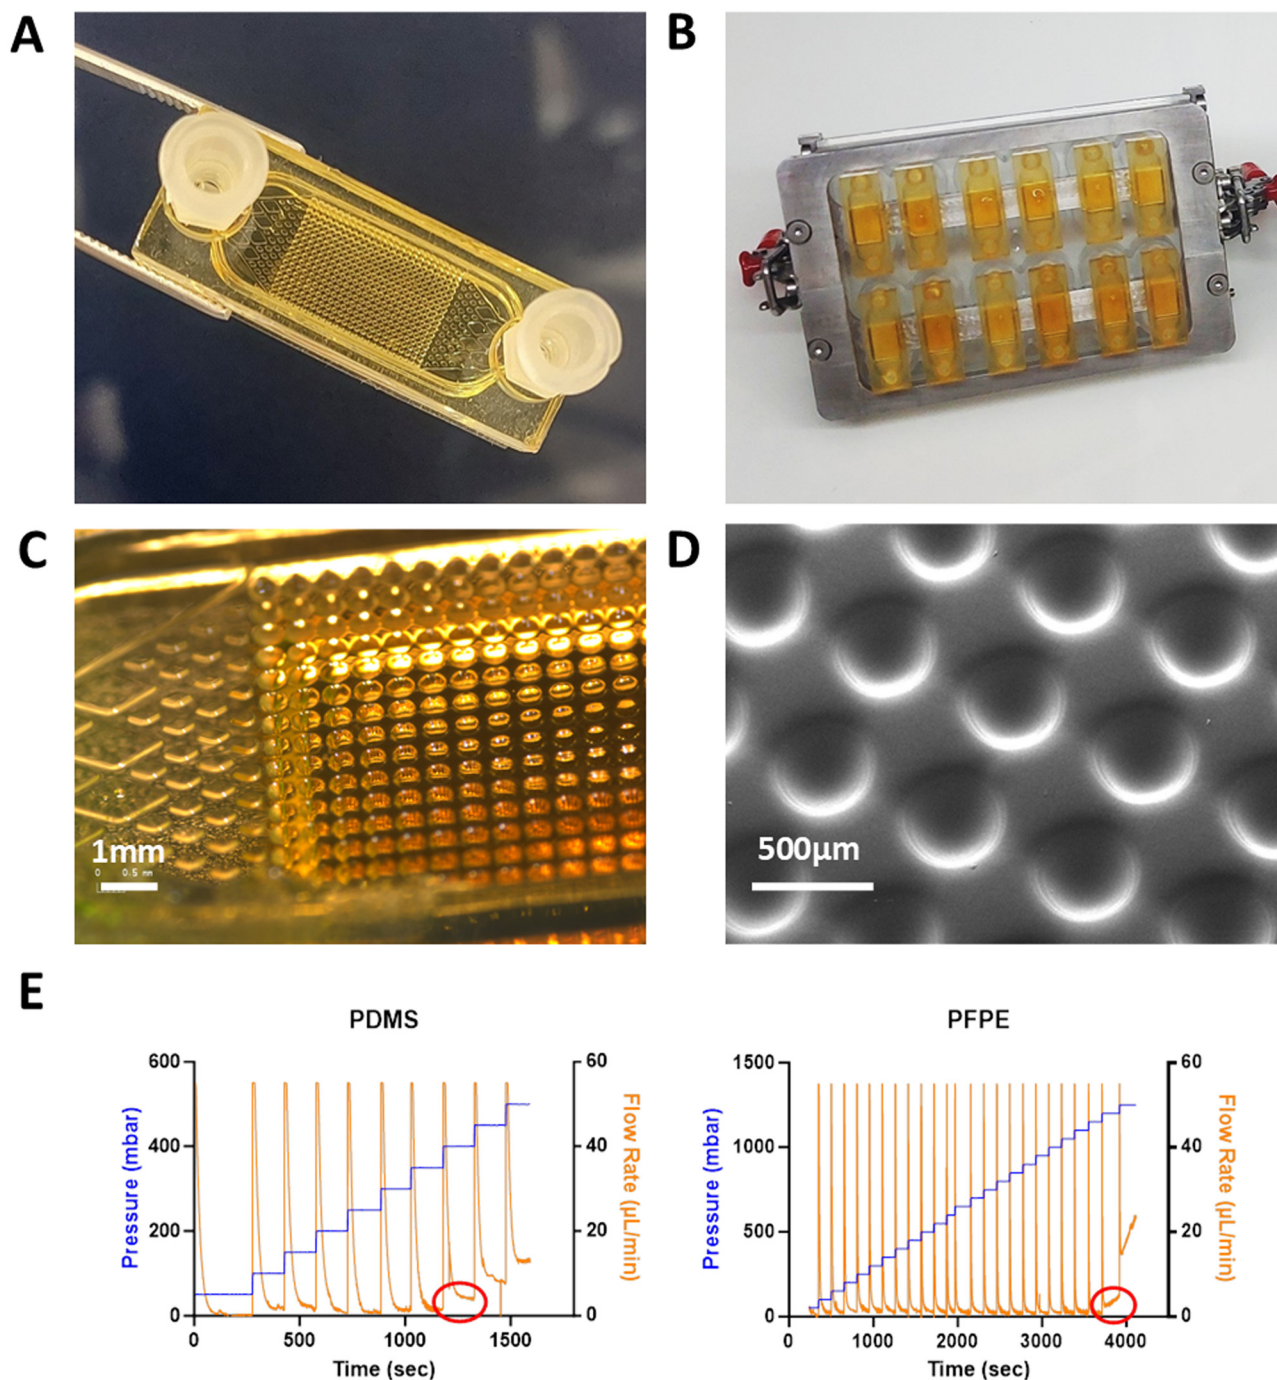 A
B
C
1mm
0 0.5 mm
D
500µm
E
PDMS
600
400
200
0
Pressure (mbar)
60
40
20
0
Flow Rate (µL/min)
0
500
1000
1500
Time (sec)
PFPE
1500
1000
500
0
Pressure (mbar)
60
40
20
0
Flow Rate (µL/min)
0
1000
2000
3000
4000
Time (sec)